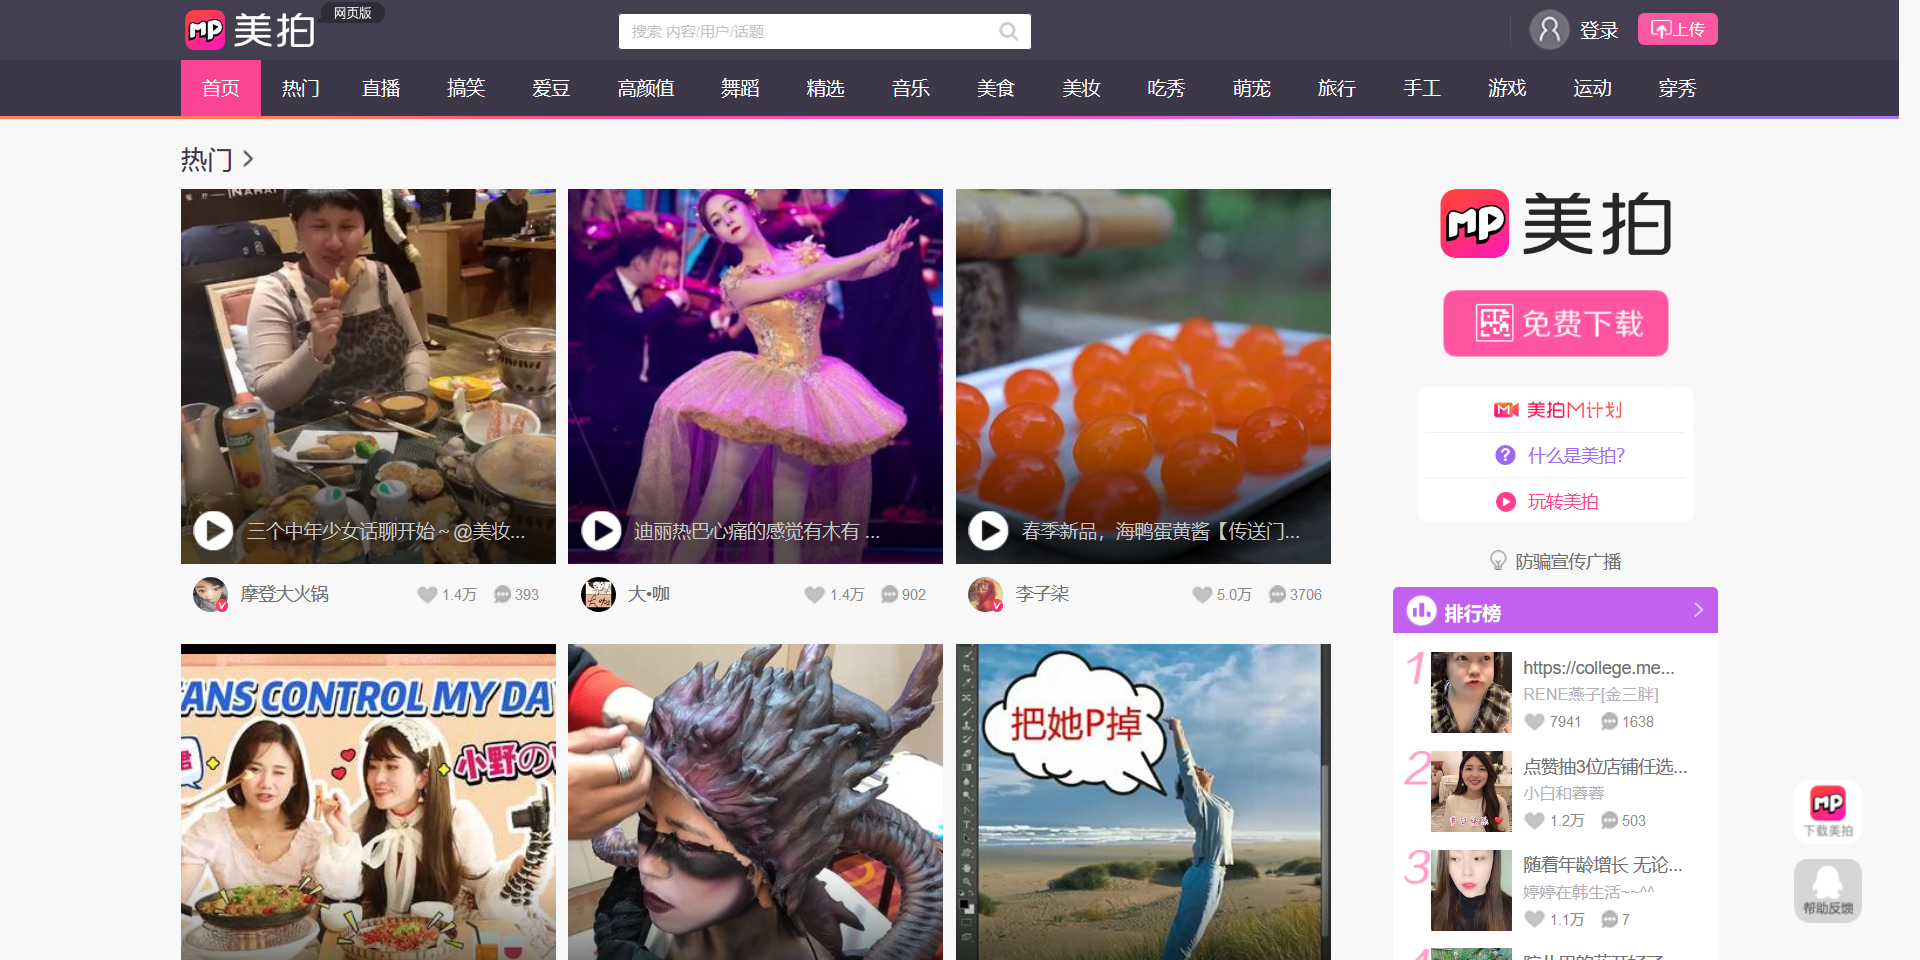 MP 美拍 网页版
搜索 内容/用户/话题
登录
上传
首页 热门 直播 搞笑 爱豆 高颜值 舞蹈 精选 音乐 美食 美妆 吃秀 萌宠 旅行 手工 游戏 运动 穿秀
热门
三个中年少女话聊开始～@美妆...
摩登大火锅 1.4万 393
迪丽热巴心痛的感觉有木有 ...
大•咖 1.4万 902
春季新品，海鸭蛋黄酱【传送门...
李子柒 5.0万 3706
FANS CONTROL MY DA
小野の
把她P掉
MP 美拍
免费下载
美拍M计划
什么是美拍?
玩转美拍
防骗宣传广播
排行榜
1
https://college.me...
RENE燕子[金三胖]
7941 1638
2
点赞抽3位店铺任选...
小白和蓉蓉
1.2万 503
3
随着年龄增长 无论...
婷婷在韩生活~~^^
1.1万 7
MP
下载美拍
帮助反馈